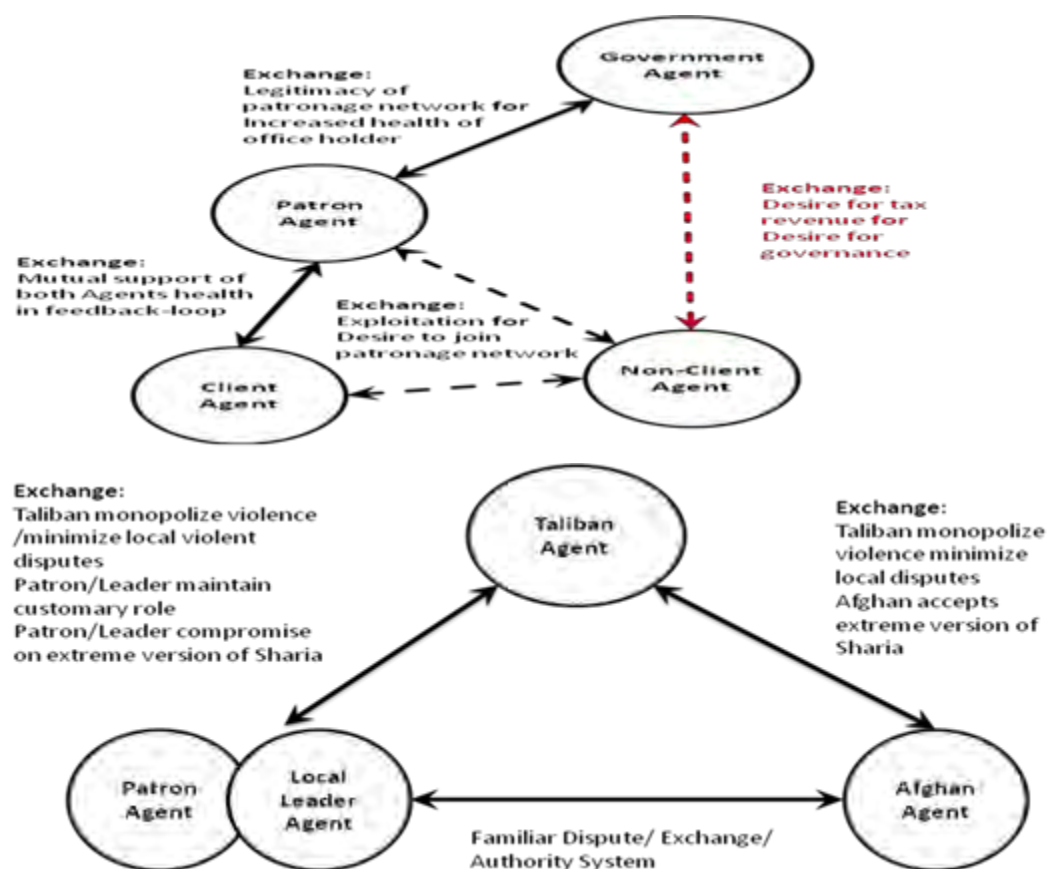 Government
Agent
Exchange:
Legitimacy of
patronage network for
Increased health of
office holder
Patron
Agent
Exchange:
Desire for tax
revenue for
Desire for
governance
Exchange:
Mutual support of
both Agents health
in feedback-loop
Exchange:
Exploitation for
Desire to join
patronage network
Client
Agent
Non-Client
Agent
Exchange:
Taliban monopolize violence
/minimize local violent
disputes
Patron/Leader maintain
customary role
Patron/Leader compromise
on extreme version of Sharia
Taliban
Agent
Exchange:
Taliban monopolize
violence minimize
local disputes
Afghan accepts
extreme version of
Sharia
Patron
Agent
Local
Leader
Agent
Afghan
Agent
Familiar Dispute/ Exchange/
Authority System